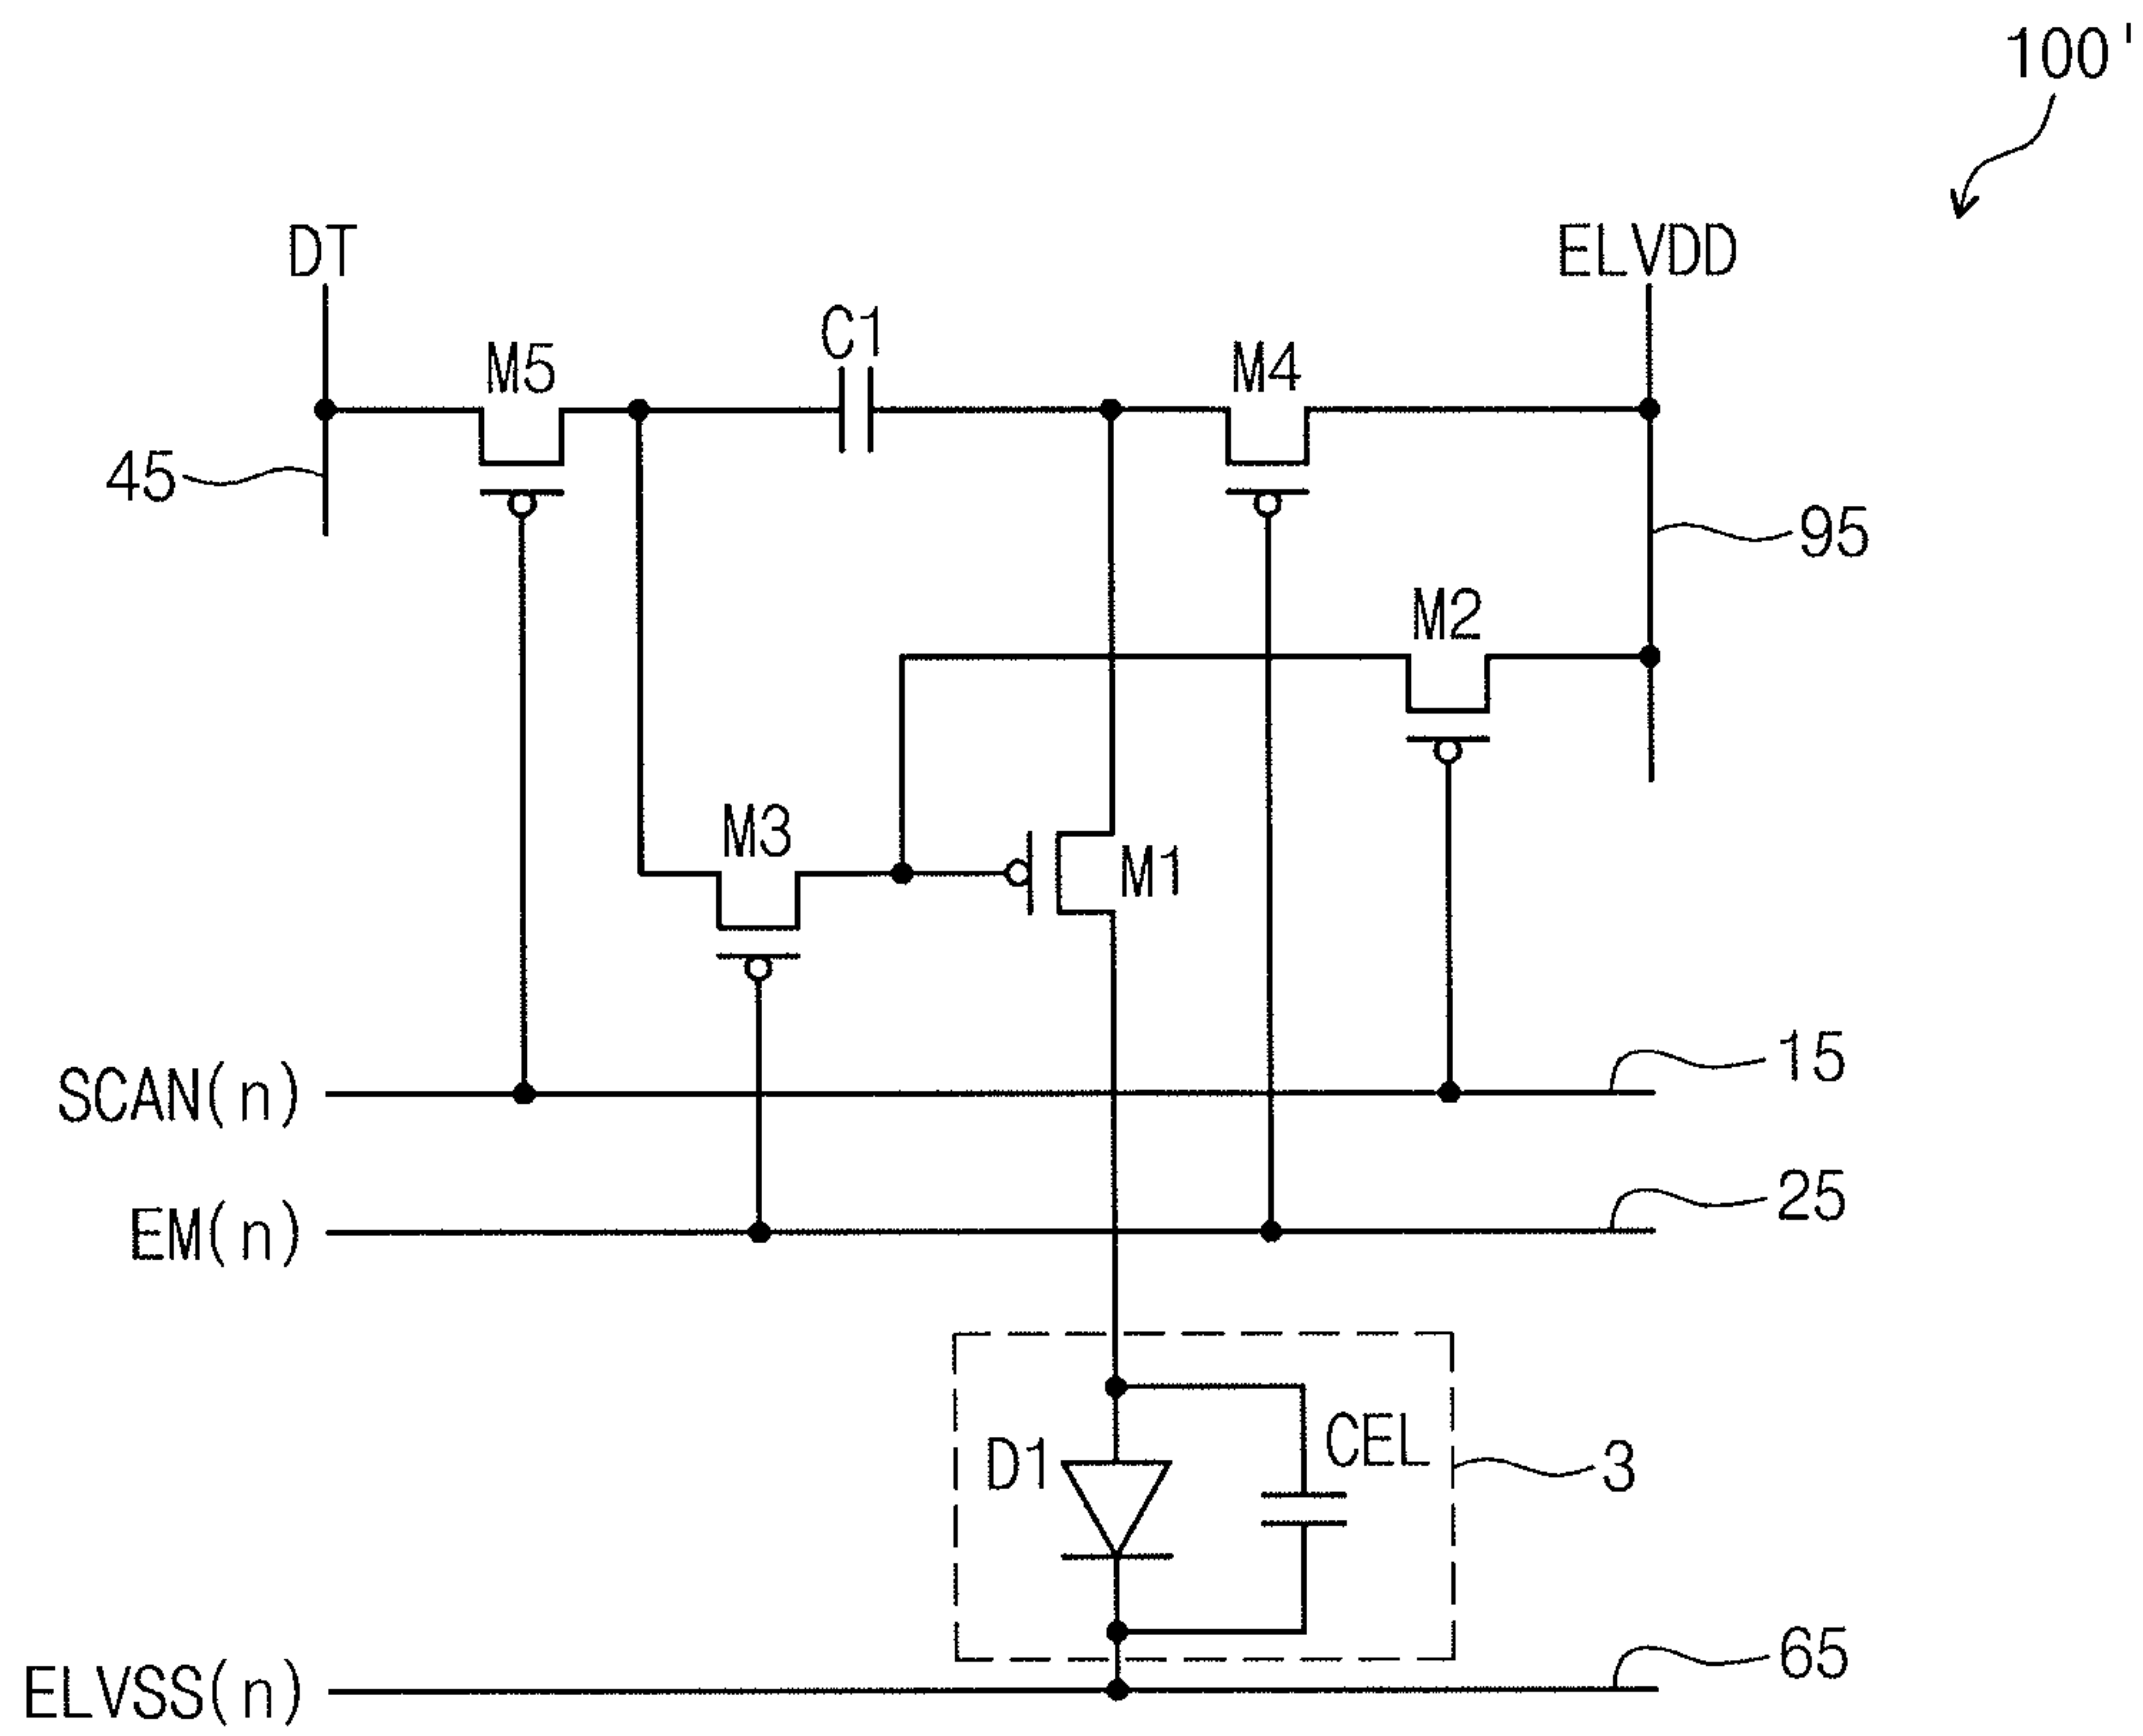 100'
DT
ELVDD
C1
M5
M4
45
95
M2
M3
M1
15
SCAN(n)
25
EM(n)
CEL
D1
3
65
ELVSS(n)